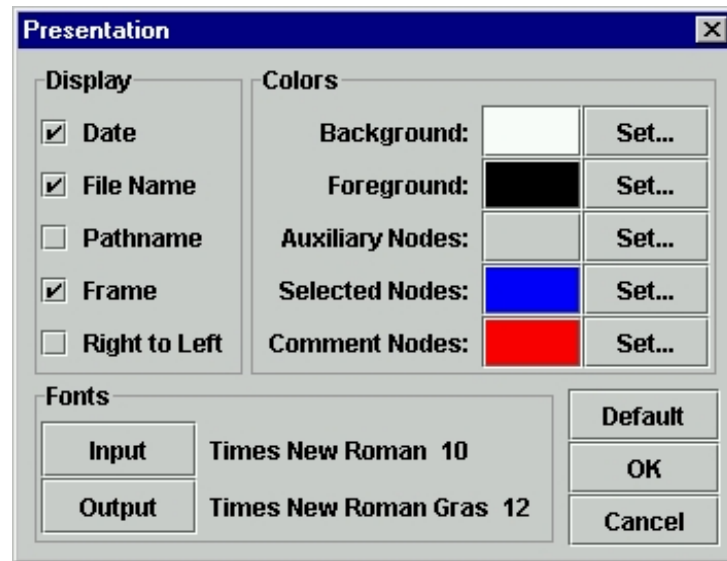 Presentation
Display
Date
File Name
Pathname
Frame
Right to Left
Colors
Background: Set...
Foreground: Set...
Auxiliary Nodes: Set...
Selected Nodes: Set...
Comment Nodes: Set...
Fonts
Input Times New Roman 10
Output Times New Roman Gras 12
Default
OK
Cancel